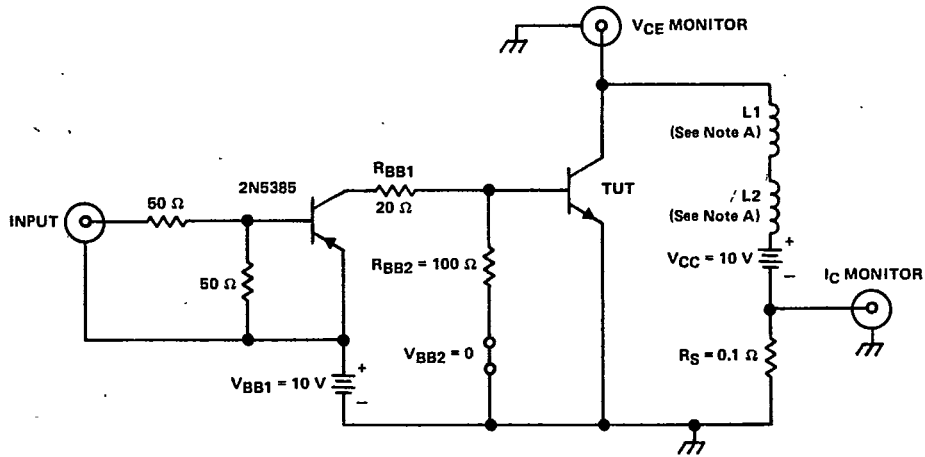 VCE MONITOR
L1
(See Note A)
RBB1
2N5385
TUT
20 Ω
50 Ω
L2
(See Note A)
INPUT
RBB2 = 100 Ω
VCC = 10 V
+
-
IC MONITOR
50 Ω
VBB2 = 0
RS = 0.1 Ω
VBB1 = 10 V
+
-